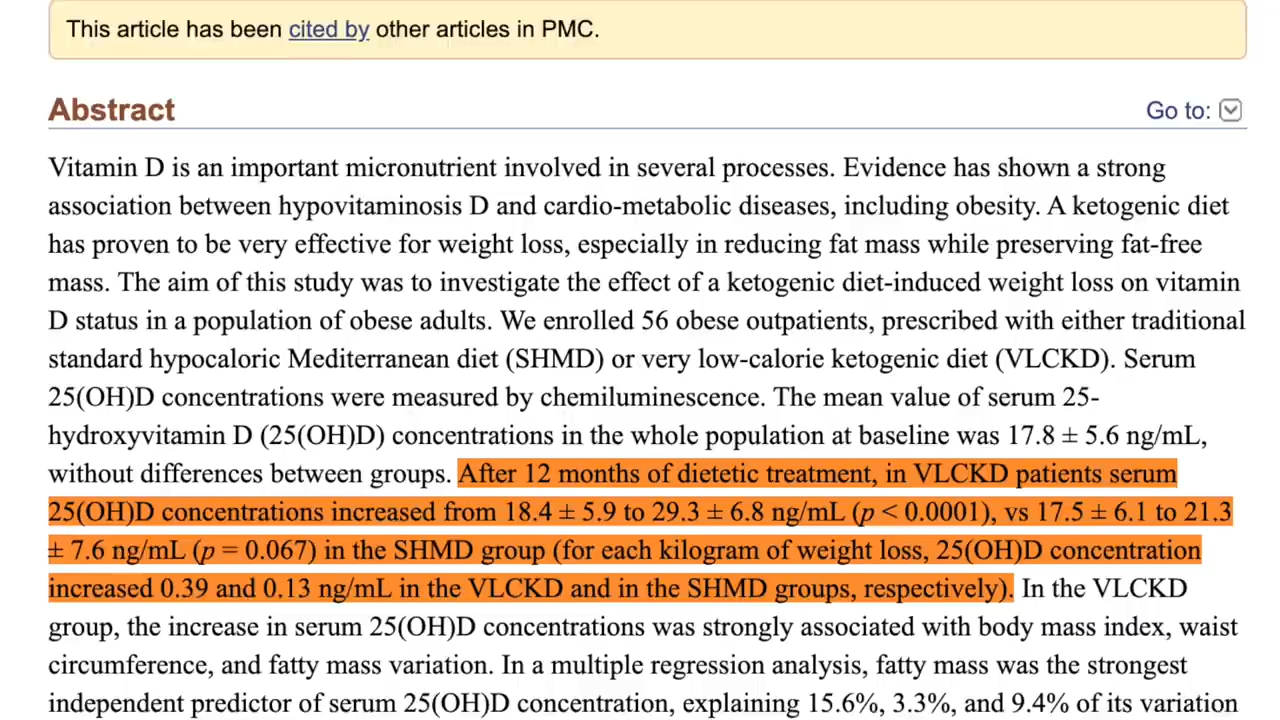 This article has been cited by other articles in PMC.
Abstract
Go to:
Vitamin D is an important micronutrient involved in several processes. Evidence has shown a strong
association between hypovitaminosis D and cardio-metabolic diseases, including obesity. A ketogenic diet
has proven to be very effective for weight loss, especially in reducing fat mass while preserving fat-free
mass. The aim of this study was to investigate the effect of a ketogenic diet-induced weight loss on vitamin
D status in a population of obese adults. We enrolled 56 obese outpatients, prescribed with either traditional
standard hypocaloric Mediterranean diet (SHMD) or very low-calorie ketogenic diet (VLCKD). Serum
25(OH)D concentrations were measured by chemiluminescence. The mean value of serum 25-
hydroxyvitamin D (25(OH)D) concentrations in the whole population at baseline was 17.8 ± 5.6 ng/mL,
without differences between groups. After 12 months of dietetic treatment, in VLCKD patients serum
25(OH)D concentrations increased from 18.4 ± 5.9 to 29.3 ± 6.8 ng/mL (p < 0.0001), vs 17.5 ± 6.1 to 21.3
± 7.6 ng/mL (p = 0.067) in the SHMD group (for each kilogram of weight loss, 25(OH)D concentration
increased 0.39 and 0.13 ng/mL in the VLCKD and in the SHMD groups, respectively). In the VLCKD
group, the increase in serum 25(OH)D concentrations was strongly associated with body mass index, waist
circumference, and fatty mass variation. In a multiple regression analysis, fatty mass was the strongest
independent predictor of serum 25(OH)D concentration, explaining 15.6%, 3.3%, and 9.4% of its variation